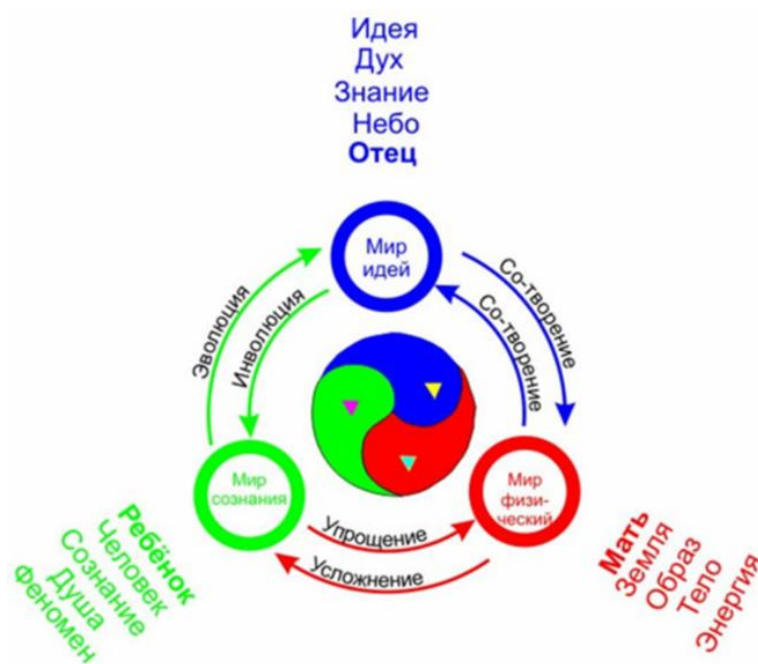 Идея
Дух
Знание
Небо
Отец
Мир
идей
Эволюция
Инволюция
Со-творение
Со-творение
Мир
сознания
Мир
физи-
ческий
Упрощение
Усложнение
Ребёнок
Человек
Сознание
Душа
Феномен
Мать
Земля
Образ
Тело
Энергия